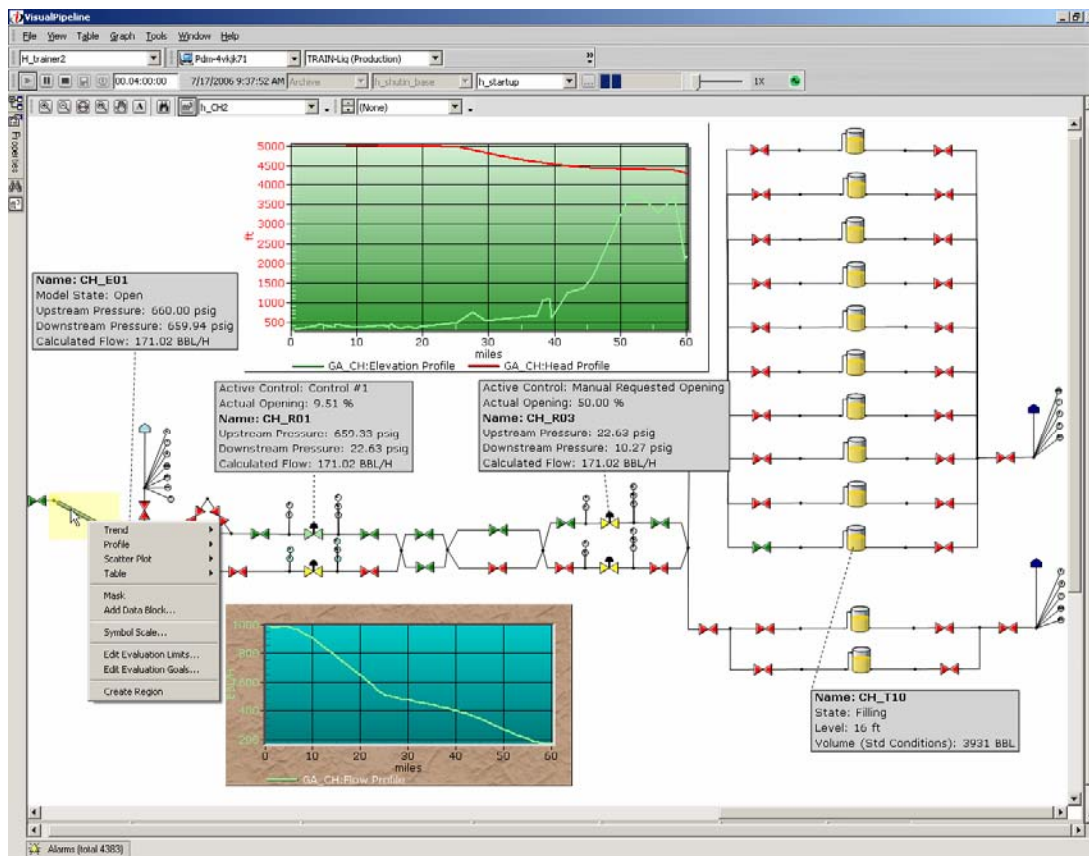 VisualPipeline
File View Table Graph Tools Window Help
H_trainer2 Pdm-4vkjk71 TRAIN-Liq (Production)
00.04:00:00 7/17/2006 9:37:52 AM Archive h_shutin_base h_startup ... 1X
h_CH2 (None)
Properties
5000
4500
4000
3500
3000
2500
2000
1500
1000
500
ft
0 10 20 30 40 50 60
miles
GA_CH:Elevation Profile GA_CH:Head Profile
Name: CH_E01
Model State: Open
Upstream Pressure: 660.00 psig
Downstream Pressure: 659.94 psig
Calculated Flow: 171.02 BBL/H
Active Control: Control #1
Actual Opening: 9.51 %
Name: CH_R01
Upstream Pressure: 659.33 psig
Downstream Pressure: 22.63 psig
Calculated Flow: 171.02 BBL/H
Active Control: Manual Requested Opening
Actual Opening: 50.00 %
Name: CH_R03
Upstream Pressure: 22.63 psig
Downstream Pressure: 10.27 psig
Calculated Flow: 171.02 BBL/H
Trend
Profile
Scatter Plot
Table
Mask
Add Data Block...
Symbol Scale...
Edit Evaluation Limits...
Edit Evaluation Goals...
Create Region
1000
800
600
400
200
0 10 20 30 40 50 60
miles
GA_CH:Flow Profile
Name: CH_T10
State: Filling
Level: 16 ft
Volume (Std Conditions): 3931 BBL
Alarms (total 4383)